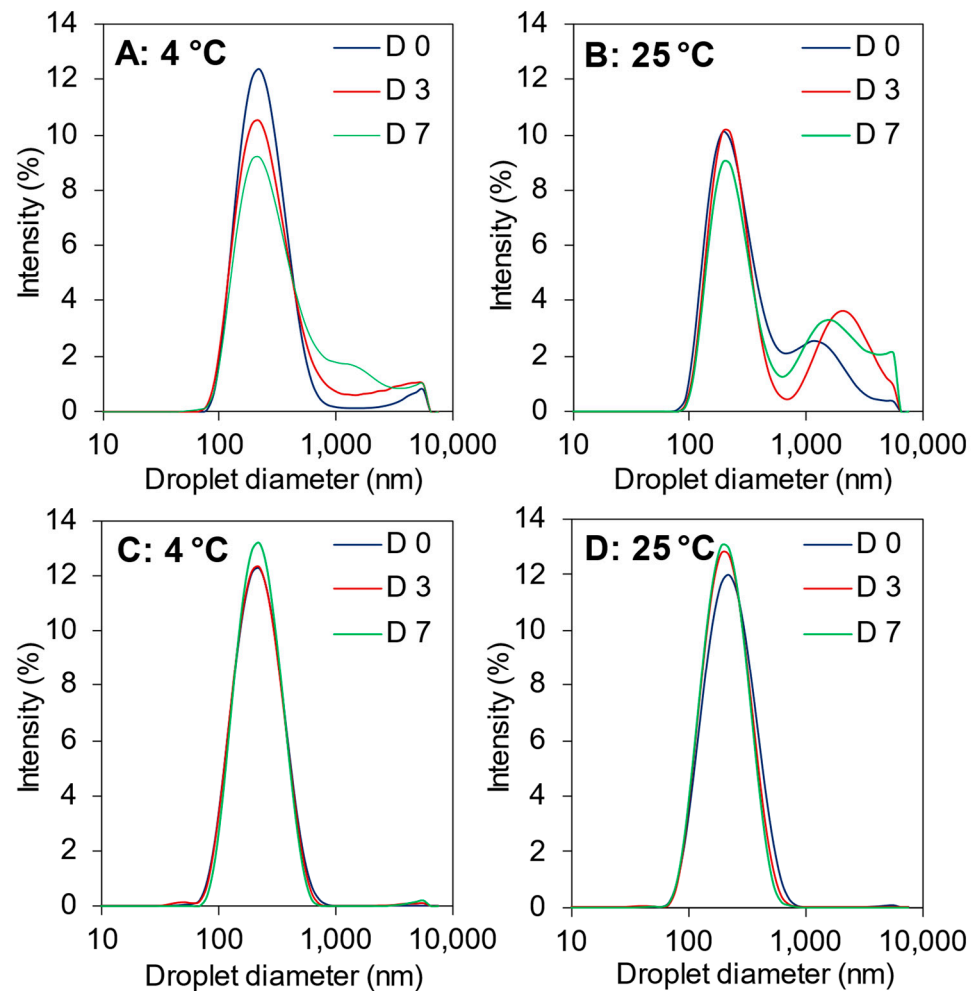 A: 4 °C
D 0
D 3
D 7
14
12
10
8
6
4
2
0
Intensity (%)
10
100
1,000
10,000
Droplet diameter (nm)
B: 25 °C
D 0
D 3
D 7
14
12
10
8
6
4
2
0
Intensity (%)
10
100
1,000
10,000
Droplet diameter (nm)
C: 4 °C
D 0
D 3
D 7
14
12
10
8
6
4
2
0
Intensity (%)
10
100
1,000
10,000
Droplet diameter (nm)
D: 25 °C
D 0
D 3
D 7
14
12
10
8
6
4
2
0
Intensity (%)
10
100
1,000
10,000
Droplet diameter (nm)